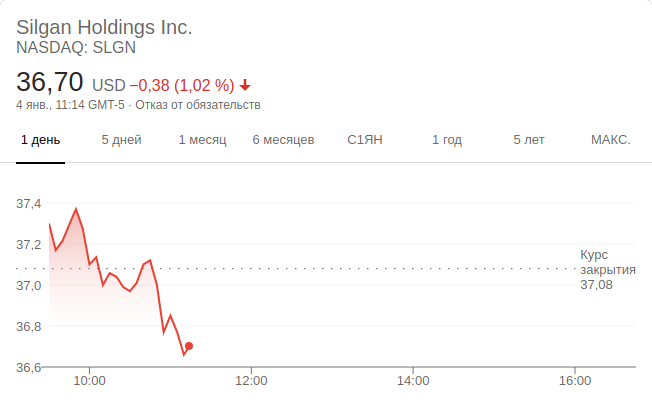 Silgan Holdings Inc.
NASDAQ: SLGN
36,70 USD −0,38 (1,02 %)
4 янв., 11:14 GMT-5 · Отказ от обязательств
1 день 5 дней 1 месяц 6 месяцев С1ЯН 1 год 5 лет МАКС.
37,4
37,2
Курс
закрытия
37,08
37,0
36,8
36,6
10:00 12:00 14:00 16:00